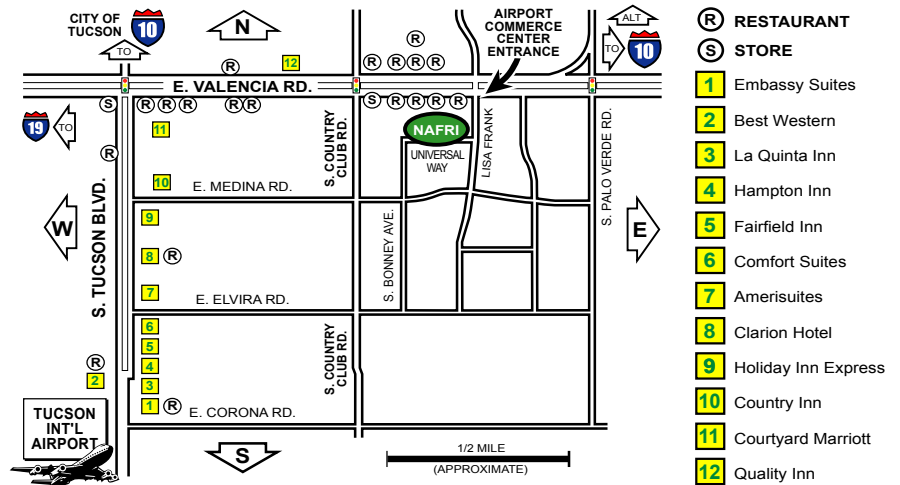 CITY OF
TUCSON
10
TO
N
AIRPORT
COMMERCE
CENTER
ENTRANCE
ALT
TO
10
R
R
R R R R
R
12
E. VALENCIA RD.
S
R R R
R R
S
R R R R
19
TO
11
R
10
S. COUNTRY
CLUB RD.
NAFRI
UNIVERSAL
WAY
LISA FRANK
S. PALO VERDE RD.
E. MEDINA RD.
W
S. TUCSON BLVD.
9
8
R
7
E. ELVIRA RD.
S. BONNEY AVE.
E
6
5
4
3
1
R
R
2
S. COUNTRY
CLUB RD.
E. CORONA RD.
TUCSON
INT'L
AIRPORT
S
1/2 MILE
(APPROXIMATE)
R RESTAURANT
S STORE
1 Embassy Suites
2 Best Western
3 La Quinta Inn
4 Hampton Inn
5 Fairfield Inn
6 Comfort Suites
7 Amerisuites
8 Clarion Hotel
9 Holiday Inn Express
10 Country Inn
11 Courtyard Marriott
12 Quality Inn